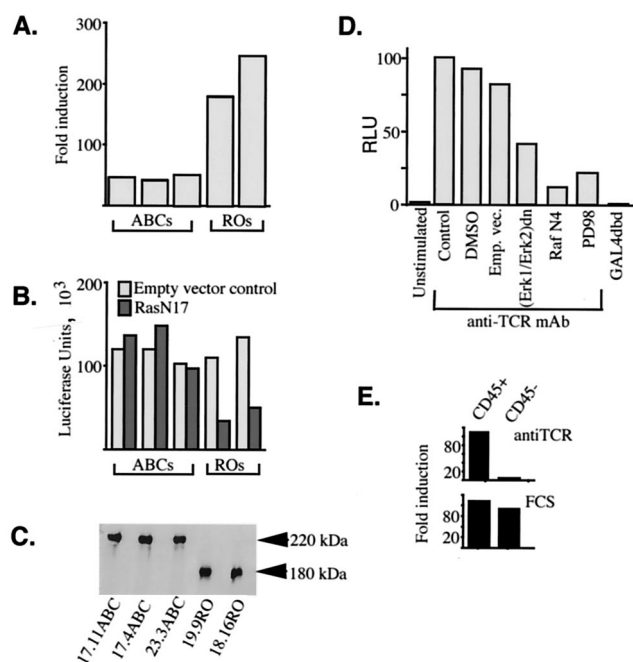 A.
Fold induction
300
200
100
ABCs
ROs
B.
Luciferase Units, 10³
200
100
Empty vector control
RasN17
ABCs
ROs
C.
220 kDa
180 kDa
17.11ABC
17.4ABC
23.3ABC
19.9RO
18.16RO
D.
RLU
100
50
0
Unstimulated
Control
DMSO
Emp. vec.
(Erk1/Erk2)dn
Raf N4
PD98
GAL4dbd
anti-TCR mAb
E.
CD45+
CD45-
antiTCR
80
20
FCS
80
20
Fold induction